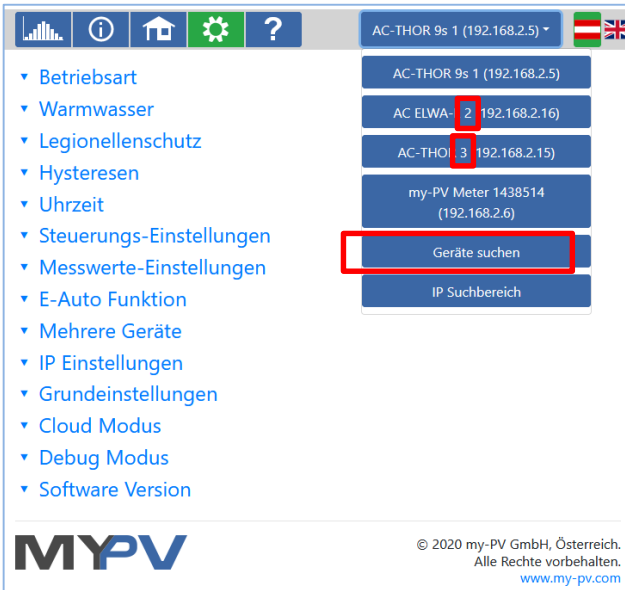 ?
AC-THOR 9s 1 (192.168.2.5)
Betriebsart
Warmwasser
Legionellenschutz
Hysteresen
Uhrzeit
Steuerungs-Einstellungen
Messwerte-Einstellungen
E-Auto Funktion
Mehrere Geräte
IP Einstellungen
Grundeinstellungen
Cloud Modus
Debug Modus
Software Version
AC-THOR 9s 1 (192.168.2.5)
AC ELWA- 2 192.168.2.16)
AC-THOR 3 192.168.2.15)
my-PV Meter 1438514
(192.168.2.6)
Geräte suchen
IP Suchbereich
MYPV
© 2020 my-PV GmbH, Österreich.
Alle Rechte vorbehalten.
www.my-pv.com